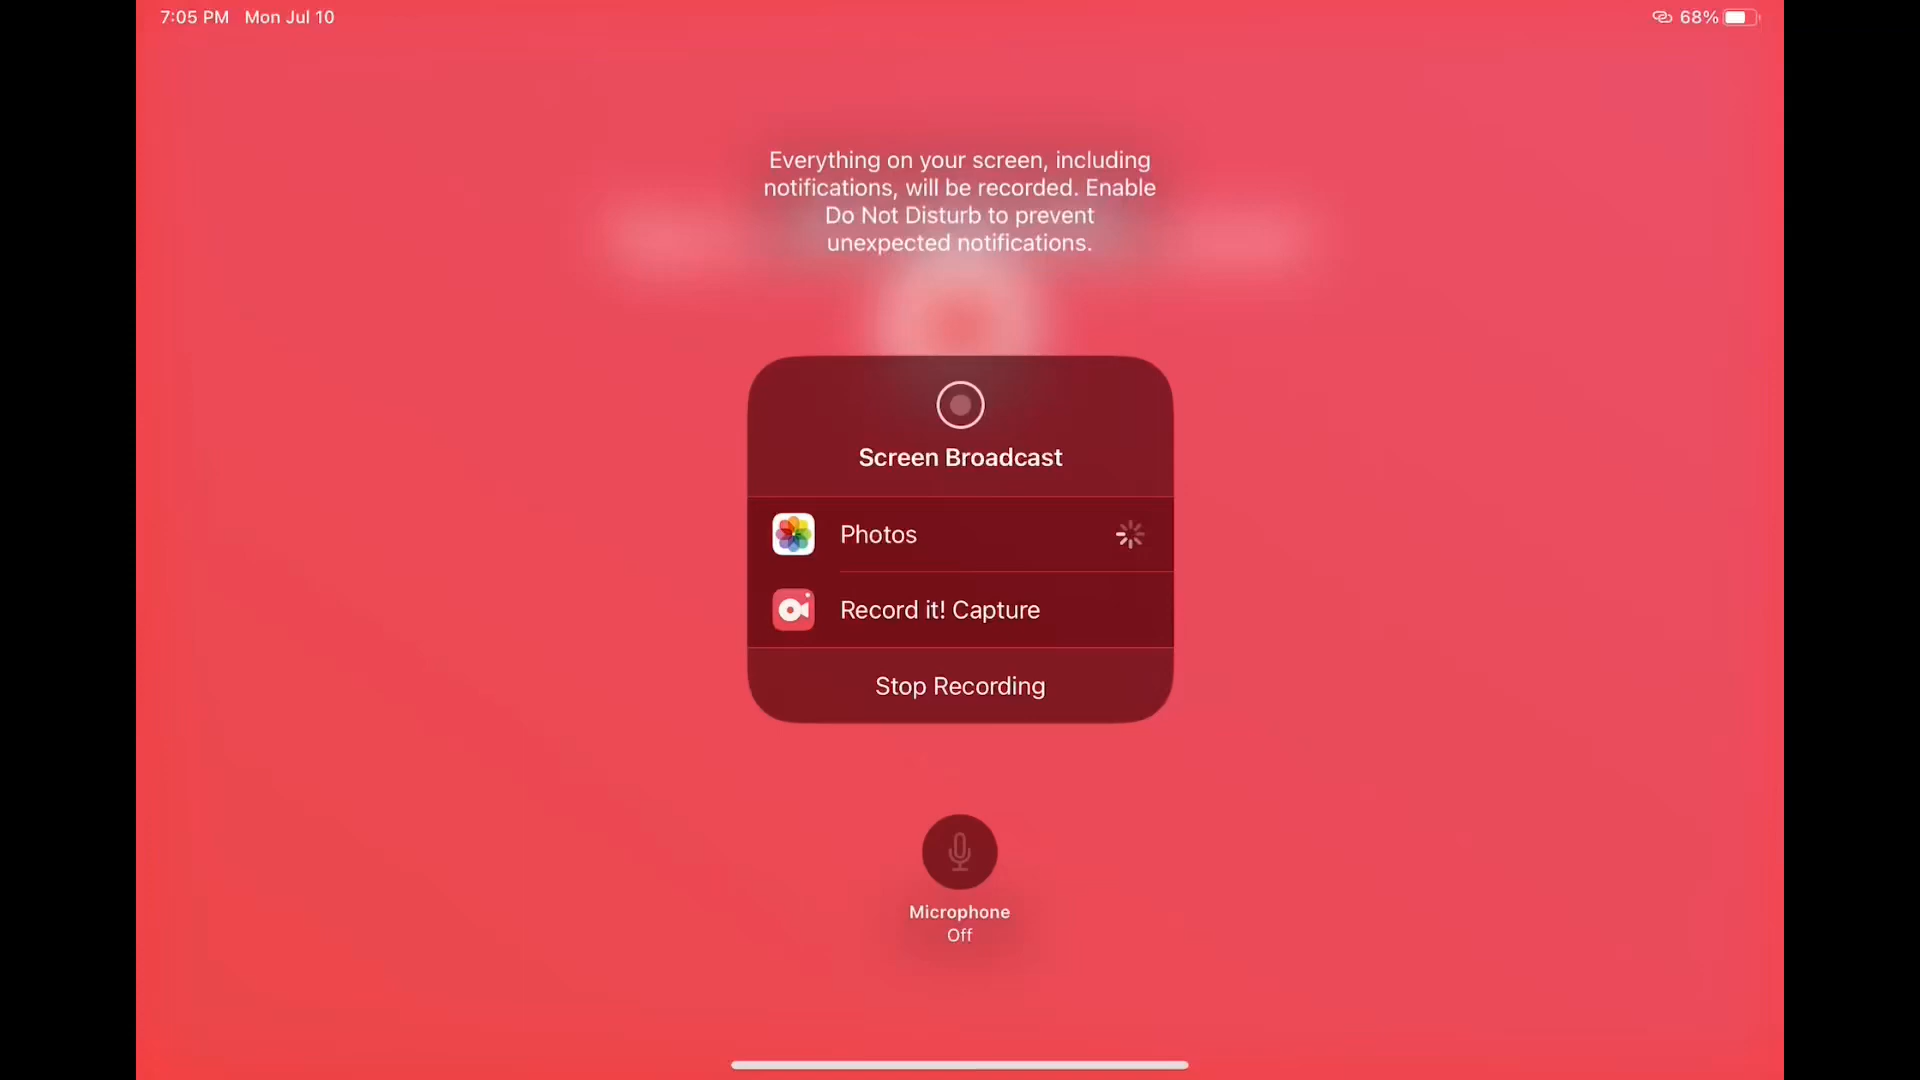 7:05 PM Mon Jul 10
68%
Everything on your screen, including
notifications, will be recorded. Enable
Do Not Disturb to prevent
unexpected notifications.
Screen Broadcast
Photos
Record it! Capture
Stop Recording
Microphone
Off